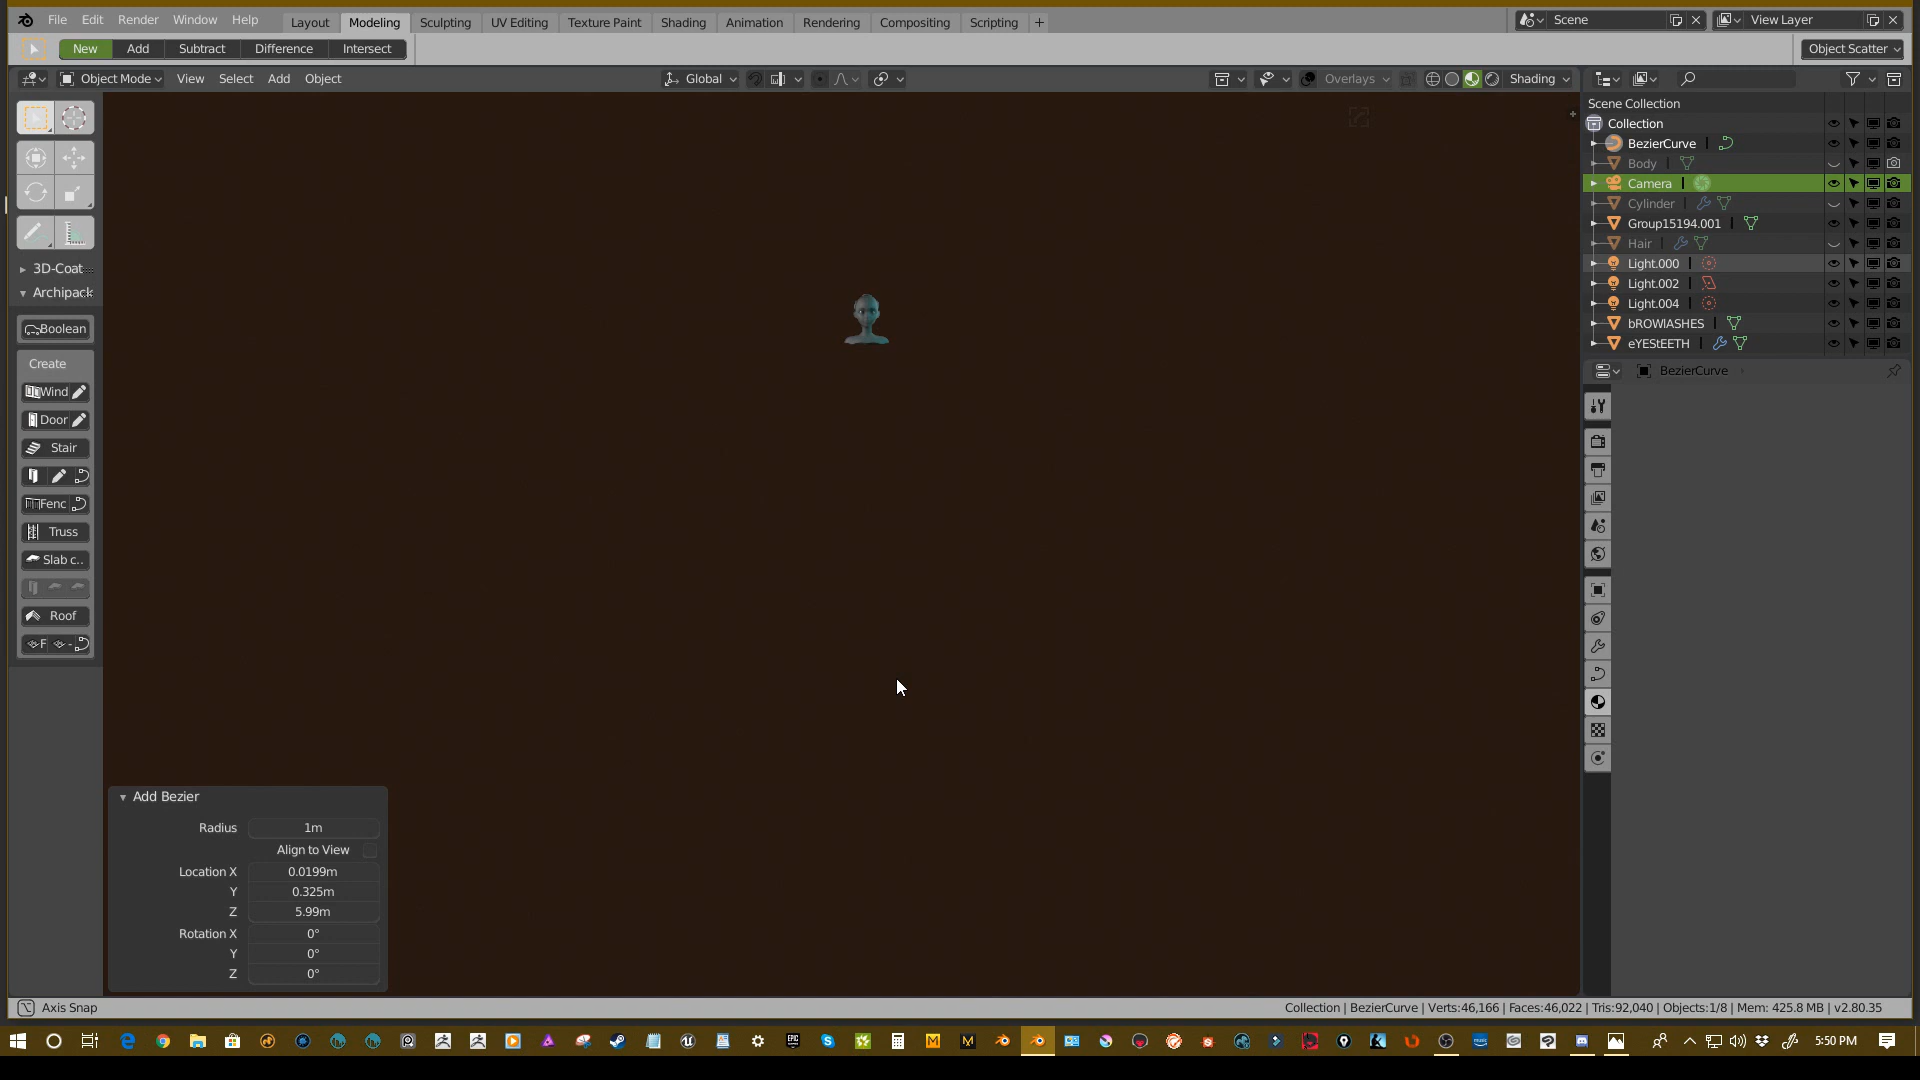 File Edit Render Window Help Layout Modeling Sculpting UV Editing Texture Paint Shading Animation Rendering Compositing Scripting + Scene View Layer
New Add Subtract Difference Intersect Object Scatter
Object Mode View Select Add Object Global Overlays Shading
Scene Collection
Collection
BezierCurve
Body
Camera
Cylinder
Group15194.001
Hair
Light.000
Light.002
Light.004
bROWlASHES
eYEStEETH
BezierCurve
3D-Coat
Archipack
Boolean
Create
Wind
Door
Stair
Fenc
Truss
Slab c..
Roof
F
Add Bezier
Radius 1m
Align to View
Location X 0.0199m
Y 0.325m
Z 5.99m
Rotation X 0°
Y 0°
Z 0°
Axis Snap
Collection | BezierCurve | Verts:46,166 | Faces:46,022 | Tris:92,040 | Objects:1/8 | Mem: 425.8 MB | v2.80.35
5:50 PM